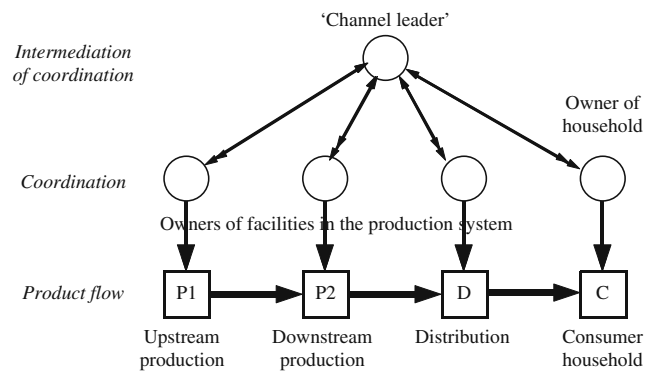 ‘Channel leader’
Intermediation
of coordination
Owner of
household
Coordination
Owners of facilities in the production system
Product flow
P1
P2
D
C
Upstream
production
Downstream
production
Distribution
Consumer
household